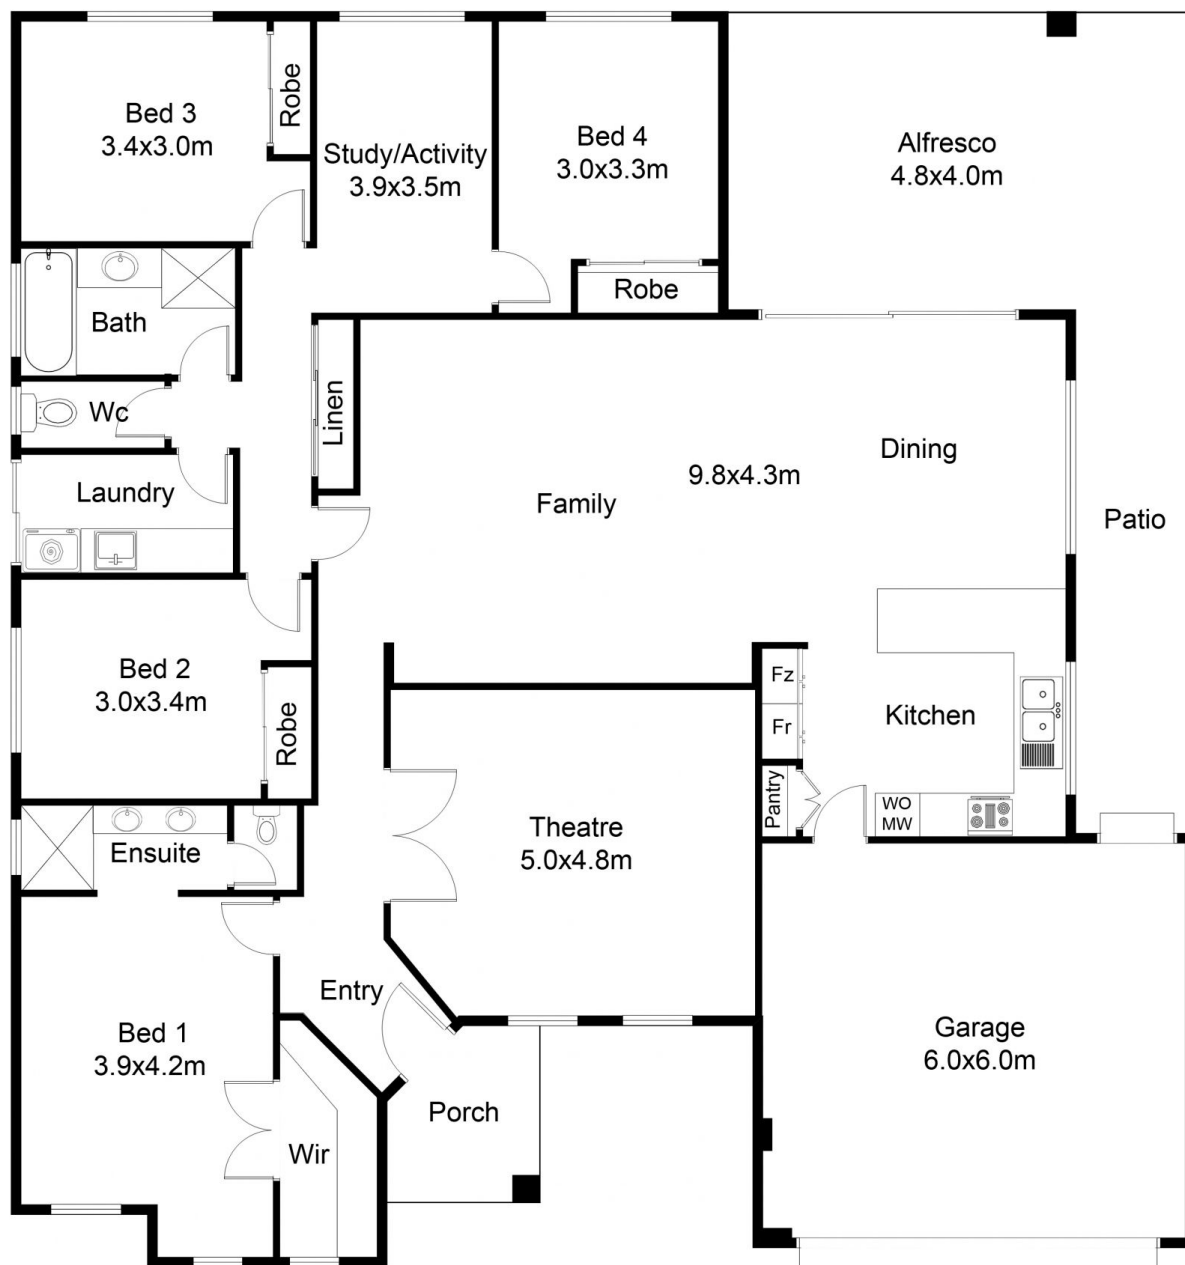 Bed 3
3.4x3.0m
Robe
Study/Activity
3.9x3.5m
Bed 4
3.0x3.3m
Robe
Alfresco
4.8x4.0m
Bath
Wc
Linen
Laundry
Family
9.8x4.3m
Dining
Patio
Bed 2
3.0x3.4m
Robe
Fz
Fr
Pantry
Kitchen
WO
MW
Ensuite
Theatre
5.0x4.8m
Entry
Bed 1
3.9x4.2m
Wir
Porch
Garage
6.0x6.0m